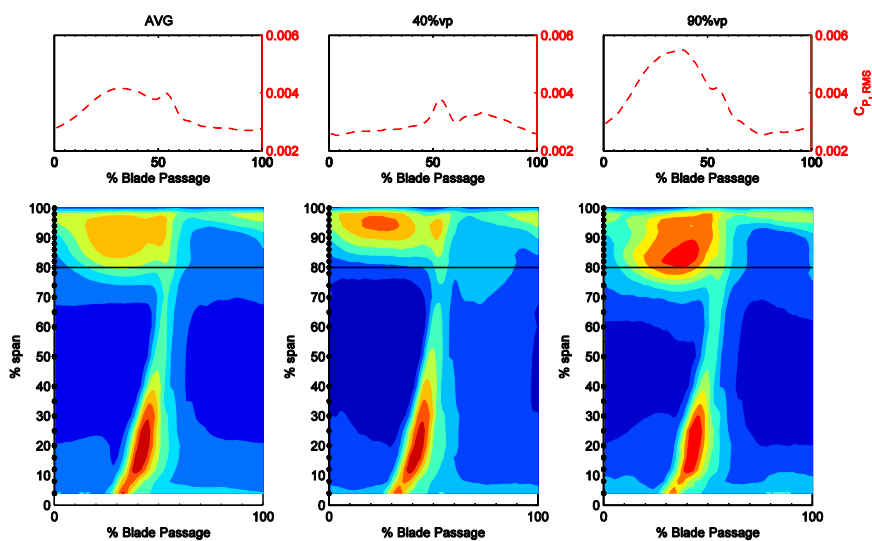 AVG 40%vp 90%vp
0.006 0.006 0.006
0.004 0.004 0.004
0.002 0.002 0.002
C_P, RMS
0 50 100 0 50 100 0 50 100
% Blade Passage % Blade Passage % Blade Passage
100 100 100
90 90 90
80 80 80
70 70 70
60 60 60
50 50 50
40 40 40
30 30 30
20 20 20
10 10 10
0 0 0
% span % span % span
0 100 0 100 0 100
% Blade Passage % Blade Passage % Blade Passage